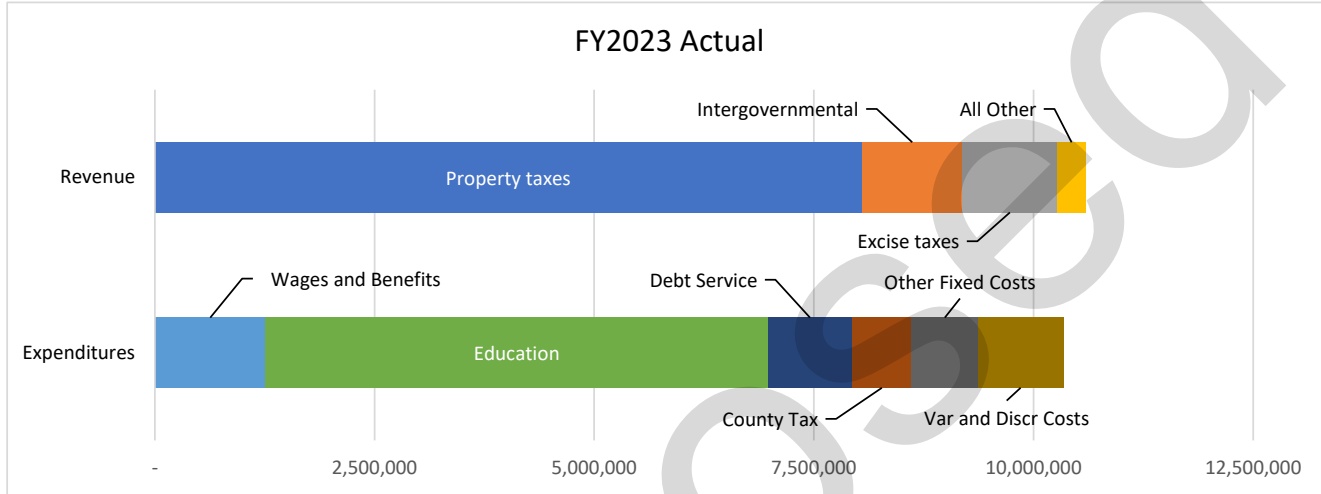 FY2023 Actual
Intergovernmental
All Other
Revenue
Property taxes
Excise taxes
Wages and Benefits
Debt Service
Other Fixed Costs
Expenditures
Education
County Tax
Var and Discr Costs
- 2,500,000 5,000,000 7,500,000 10,000,000 12,500,000
osed